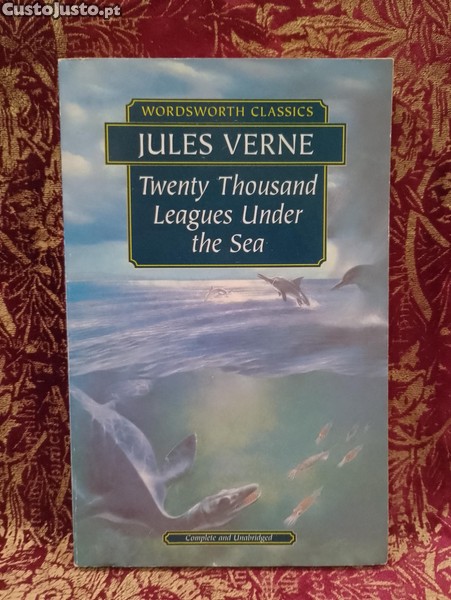 CustoJusto.pt
WORDSWORTH CLASSICS
JULES VERNE
Twenty Thousand
Leagues Under
the Sea
Complete and Unabridged